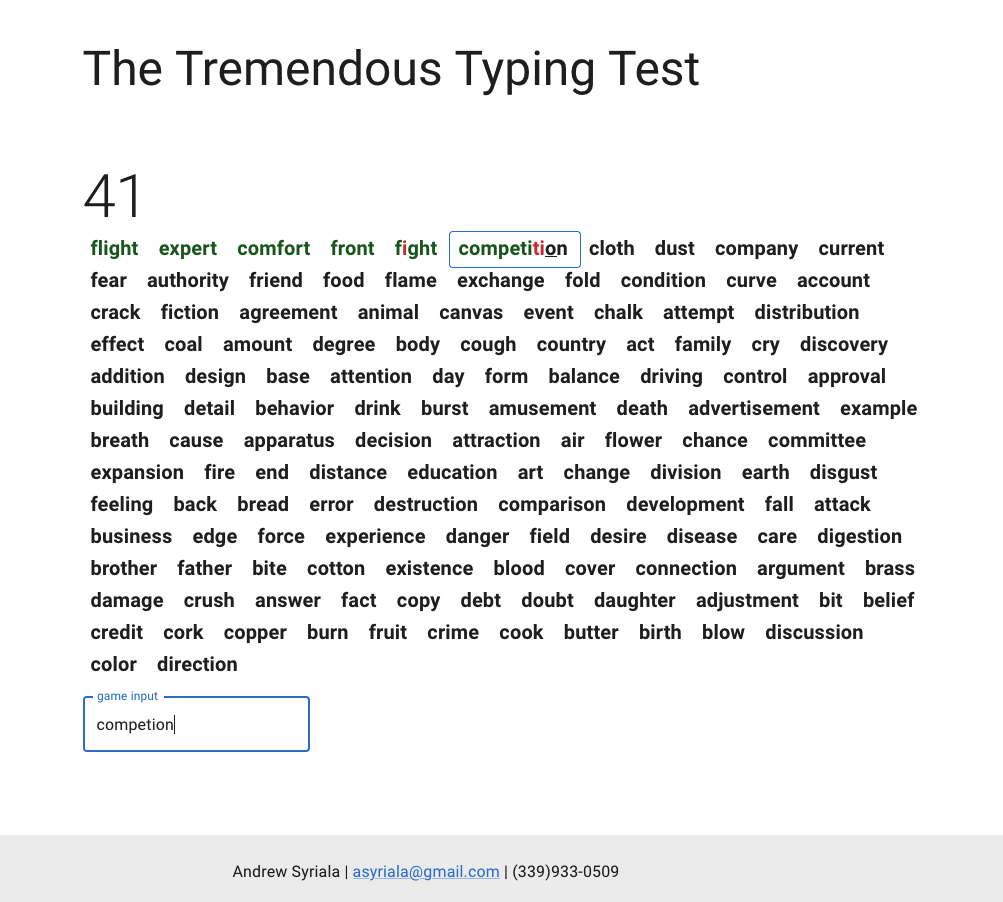 The Tremendous Typing Test
41
flight expert comfort front fight competition cloth dust company current
fear authority friend food flame exchange fold condition curve account
crack fiction agreement animal canvas event chalk attempt distribution
effect coal amount degree body cough country act family cry discovery
addition design base attention day form balance driving control approval
building detail behavior drink burst amusement death advertisement example
breath cause apparatus decision attraction air flower chance committee
expansion fire end distance education art change division earth disgust
feeling back bread error destruction comparison development fall attack
business edge force experience danger field desire disease care digestion
brother father bite cotton existence blood cover connection argument brass
damage crush answer fact copy debt doubt daughter adjustment bit belief
credit cork copper burn fruit crime cook butter birth blow discussion
color direction
game input
competion
Andrew Syriala | asyriala@gmail.com | (339)933-0509